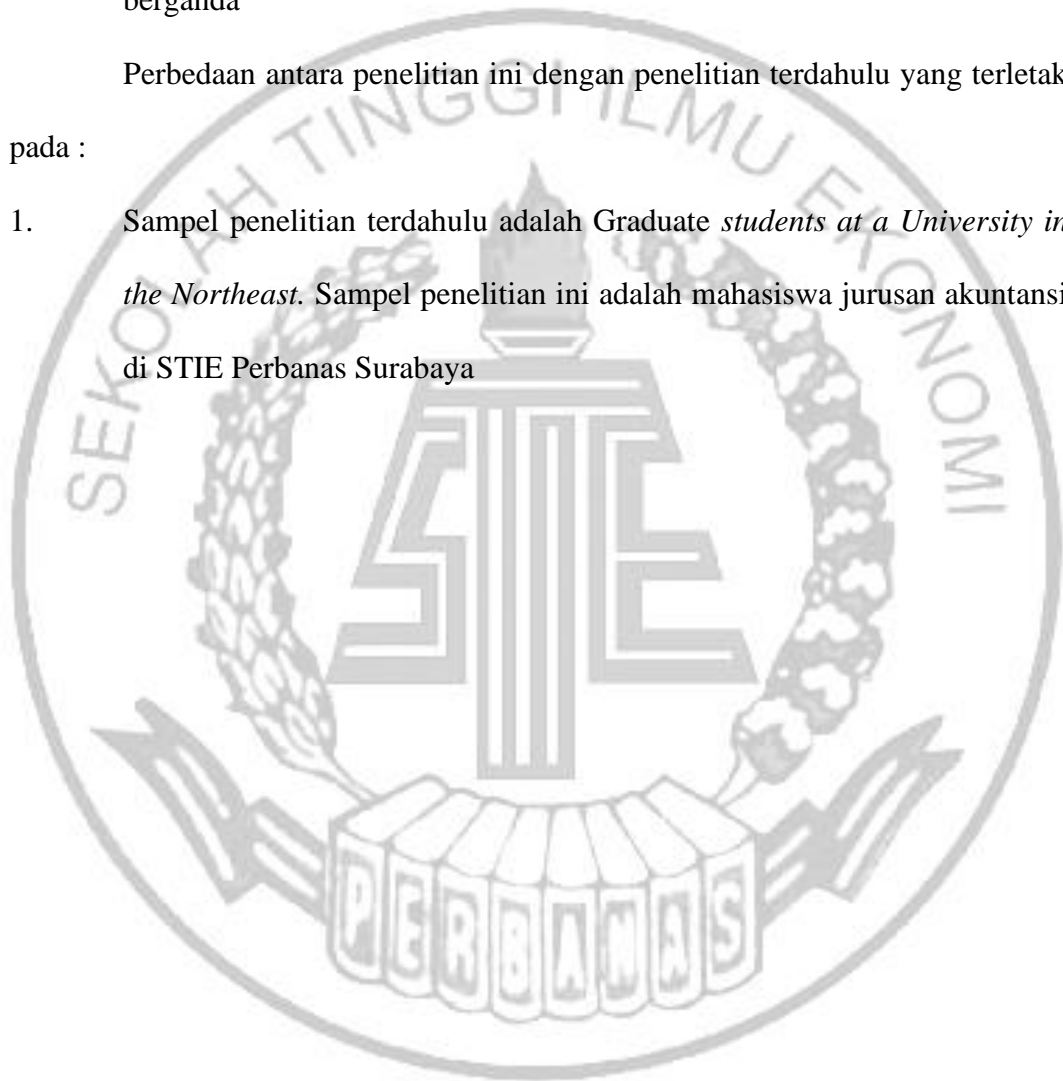 berganda
Perbedaan antara penelitian ini dengan penelitian terdahulu yang terletak
pada :
1. Sampel penelitian terdahulu adalah Graduate students at a University in
the Northeast. Sampel penelitian ini adalah mahasiswa jurusan akuntansi
di STIE Perbanas Surabaya
SEKOLAH TINGGI ILMU EKONOMI
STIE
PERBANAS